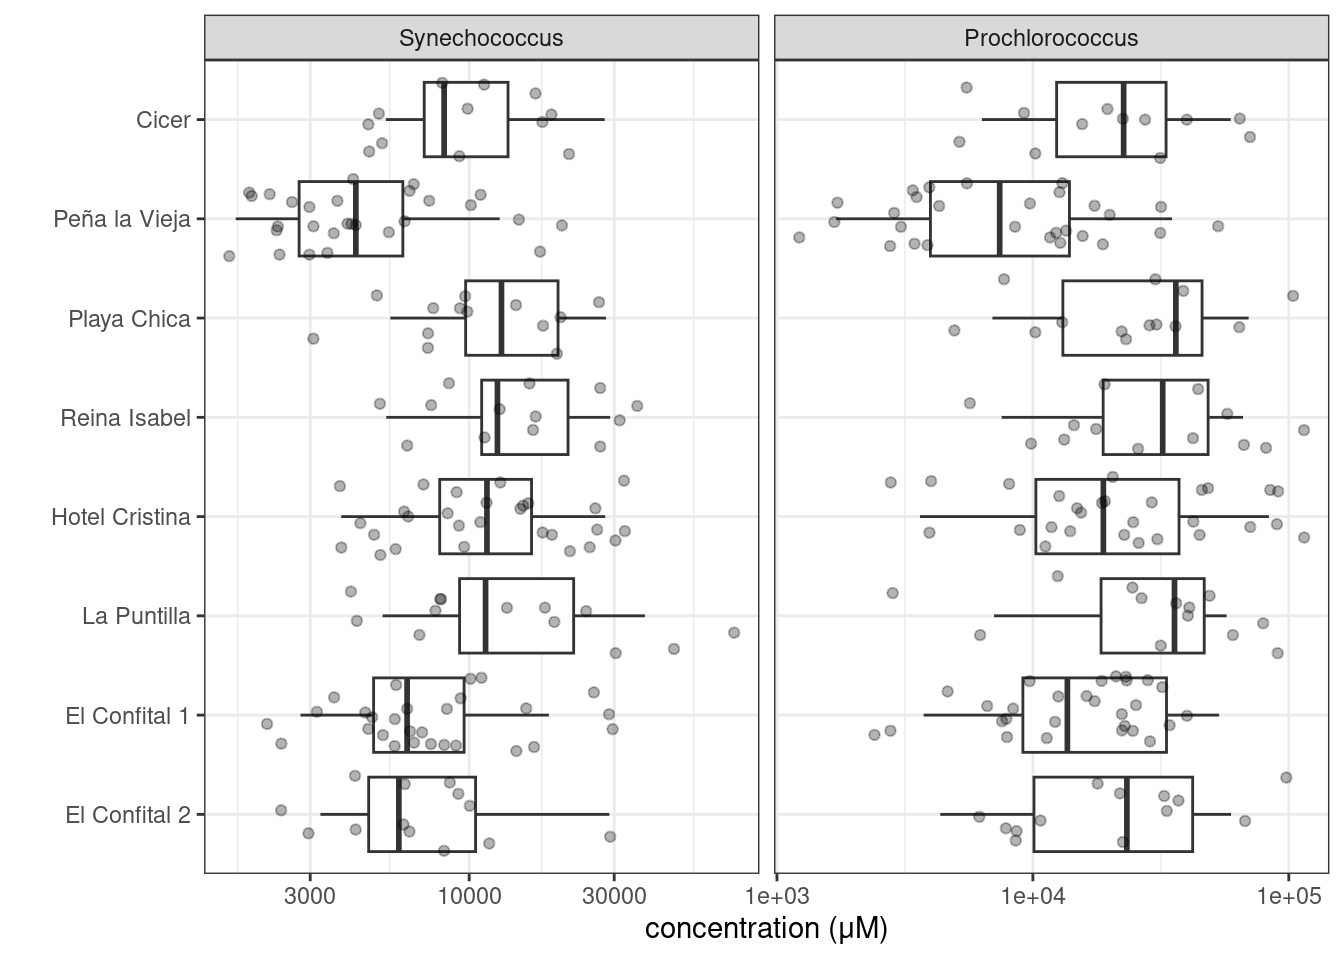 Synechococcus
Prochlorococcus
Cicer
Peña la Vieja
Playa Chica
Reina Isabel
Hotel Cristina
La Puntilla
El Confital 1
El Confital 2
3000 10000 30000 1e+03 1e+04 1e+05
concentration (µM)